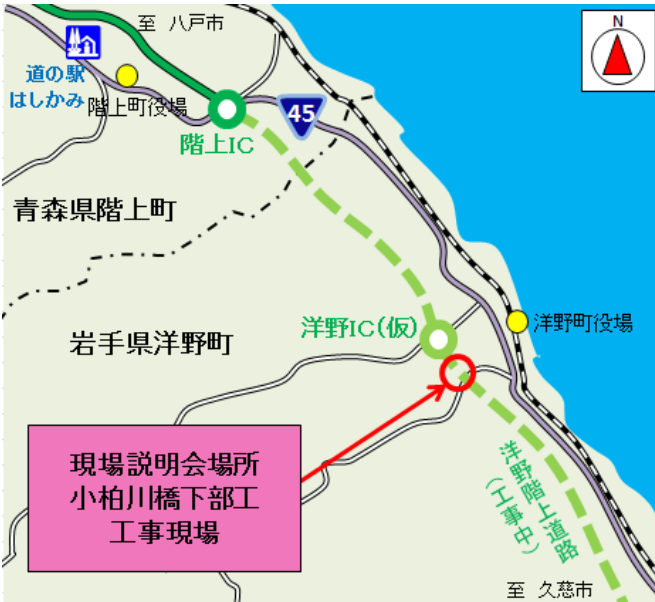 至 八戸市
N
道の駅
はしかみ
階上町役場
45
階上IC
青森県階上町
岩手県洋野町
洋野IC(仮)
洋野町役場
現場説明会場所
小柏川橋下部工
工事現場
洋野階上道路
(工事中)
至 久慈市